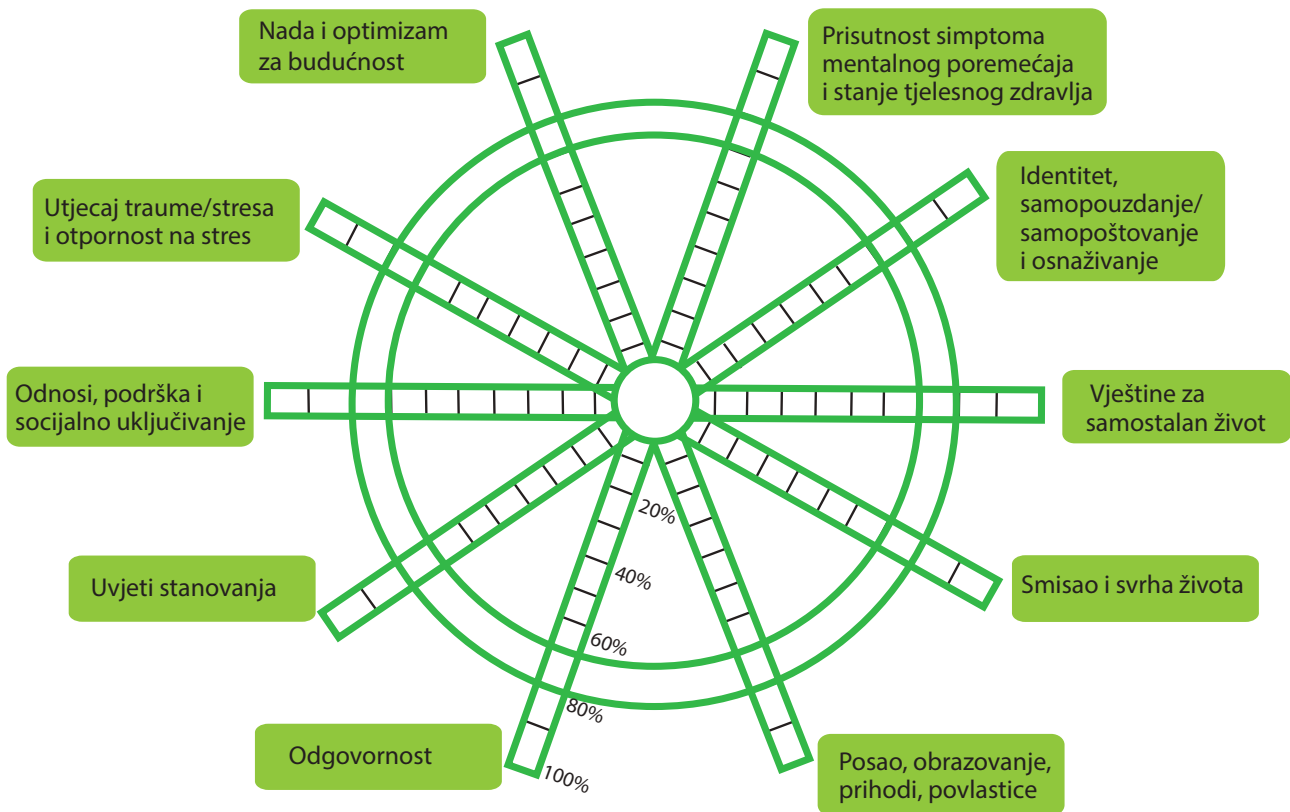 Nada i optimizam
za budućnost
Prisutnost simptoma
mentalnog poremećaja
i stanje tjelesnog zdravlja
Utjecaj traume/stresa
i otpornost na stres
Identitet,
samopouzdanje/
samopoštovanje
i osnaživanje
Odnosi, podrška i
socijalno uključivanje
Vještine za
samostalan život
Uvjeti stanovanja
Smisao i svrha života
Odgovornost
Posao, obrazovanje,
prihodi, povlastice
20%
40%
60%
80%
100%